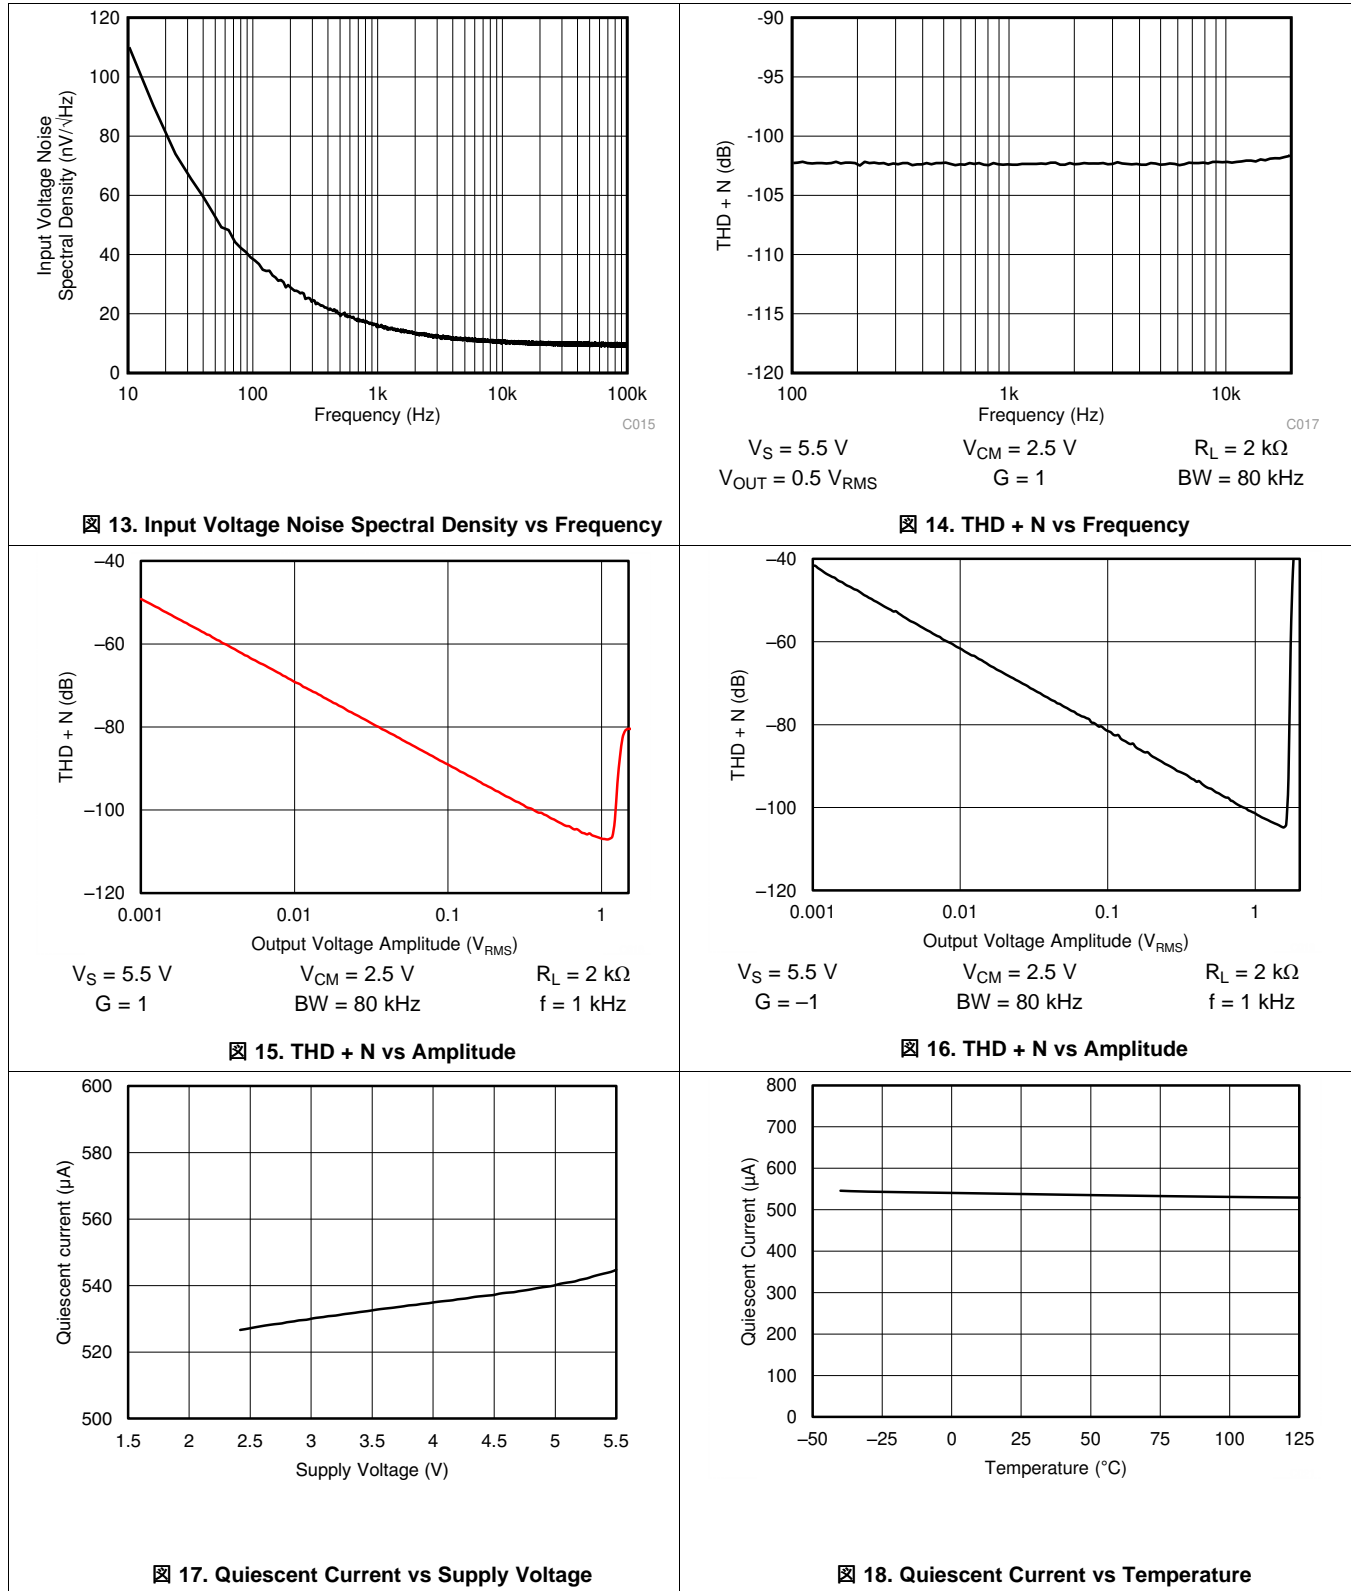 120
100
80
60
40
20
0
Input Voltage Noise
Spectral Density (nV/√Hz)
10 100 1k 10k 100k
Frequency (Hz)
C015
図 13. Input Voltage Noise Spectral Density vs Frequency
-90
-95
-100
-105
-110
-115
-120
THD + N (dB)
100 1k 10k
Frequency (Hz)
C017
VS = 5.5 V VCM = 2.5 V RL = 2 kΩ
VOUT = 0.5 VRMS G = 1 BW = 80 kHz
図 14. THD + N vs Frequency
–40
–60
–80
–100
–120
THD + N (dB)
0.001 0.01 0.1 1
Output Voltage Amplitude (VRMS)
VS = 5.5 V VCM = 2.5 V RL = 2 kΩ
G = 1 BW = 80 kHz f = 1 kHz
図 15. THD + N vs Amplitude
–40
–60
–80
–100
–120
THD + N (dB)
0.001 0.01 0.1 1
Output Voltage Amplitude (VRMS)
VS = 5.5 V VCM = 2.5 V RL = 2 kΩ
G = –1 BW = 80 kHz f = 1 kHz
図 16. THD + N vs Amplitude
600
580
560
540
520
500
Quiescent current (µA)
1.5 2 2.5 3 3.5 4 4.5 5 5.5
Supply Voltage (V)
図 17. Quiescent Current vs Supply Voltage
800
700
600
500
400
300
200
100
0
Quiescent Current (µA)
–50 –25 0 25 50 75 100 125
Temperature (°C)
図 18. Quiescent Current vs Temperature